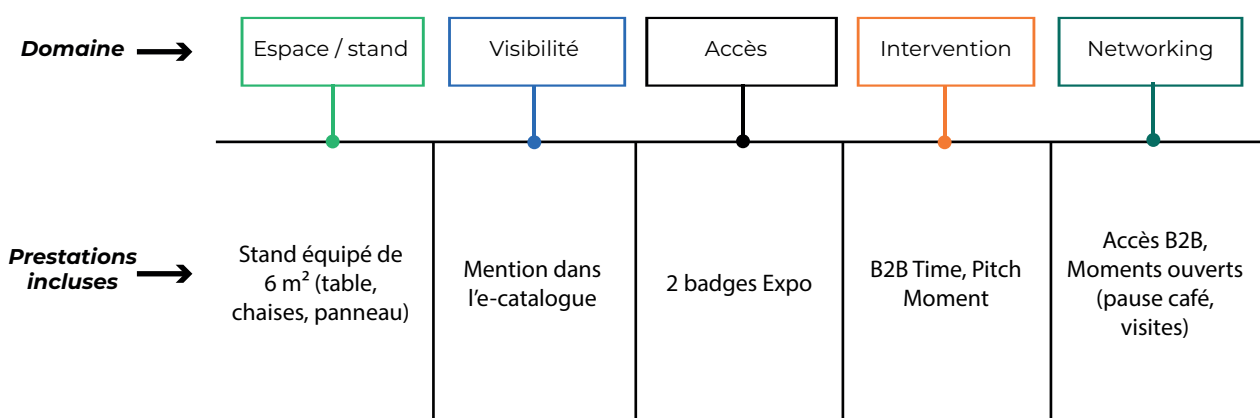 Domaine
Espace / stand
Visibilité
Accès
Intervention
Networking
Prestations
incluses
Stand équipé de
6 m² (table,
chaises, panneau)
Mention dans
l'e-catalogue
2 badges Expo
B2B Time, Pitch
Moment
Accès B2B,
Moments ouverts
(pause café,
visites)